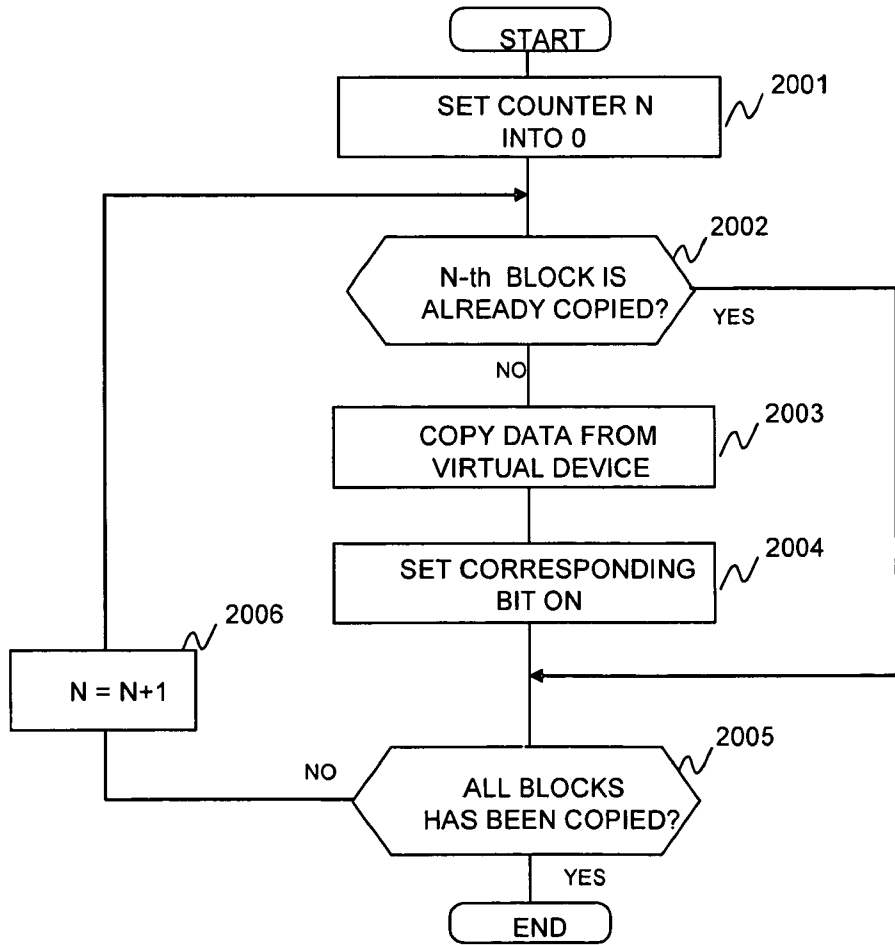 START
2001
SET COUNTER N
INTO 0
2002
N-th BLOCK IS
ALREADY COPIED?
YES
NO
2003
COPY DATA FROM
VIRTUAL DEVICE
2004
SET CORRESPONDING
BIT ON
2006
N = N+1
2005
NO
ALL BLOCKS
HAS BEEN COPIED?
YES
END